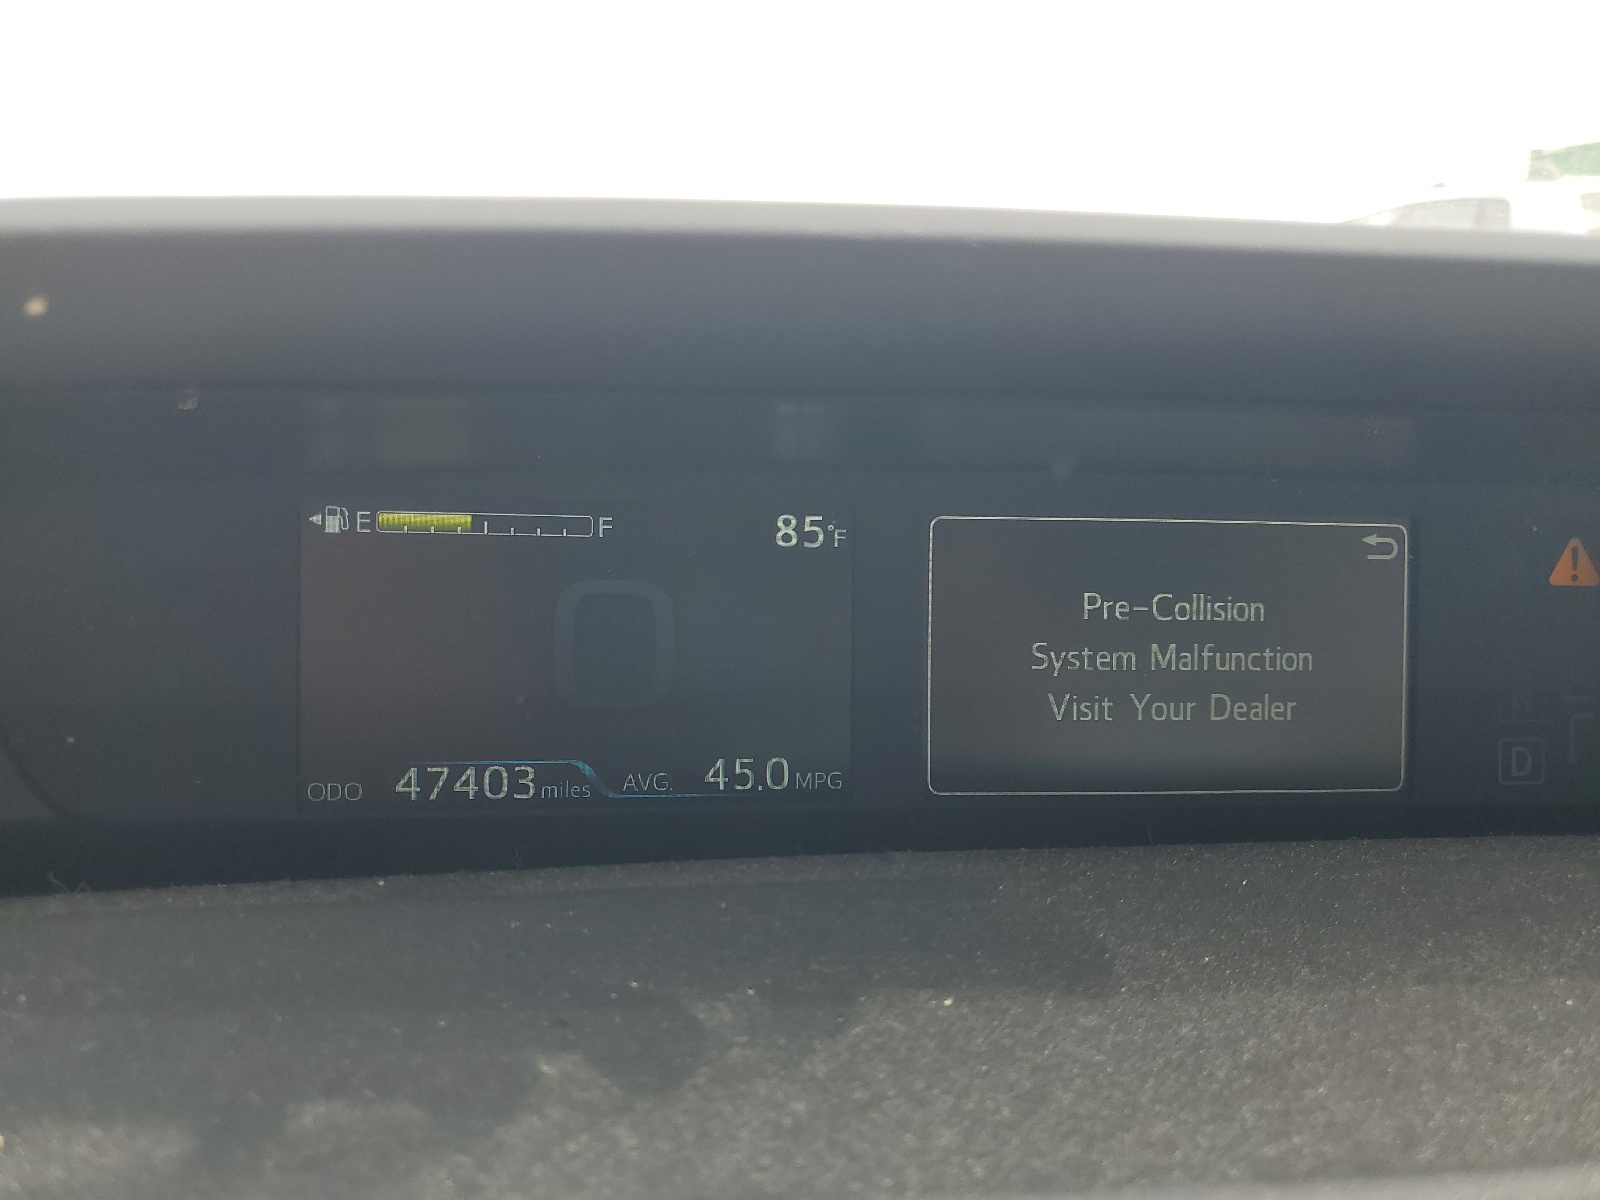 E F 85°F
Pre-Collision
System Malfunction
Visit Your Dealer
ODO 47403 miles AVG. 45.0 MPG
D